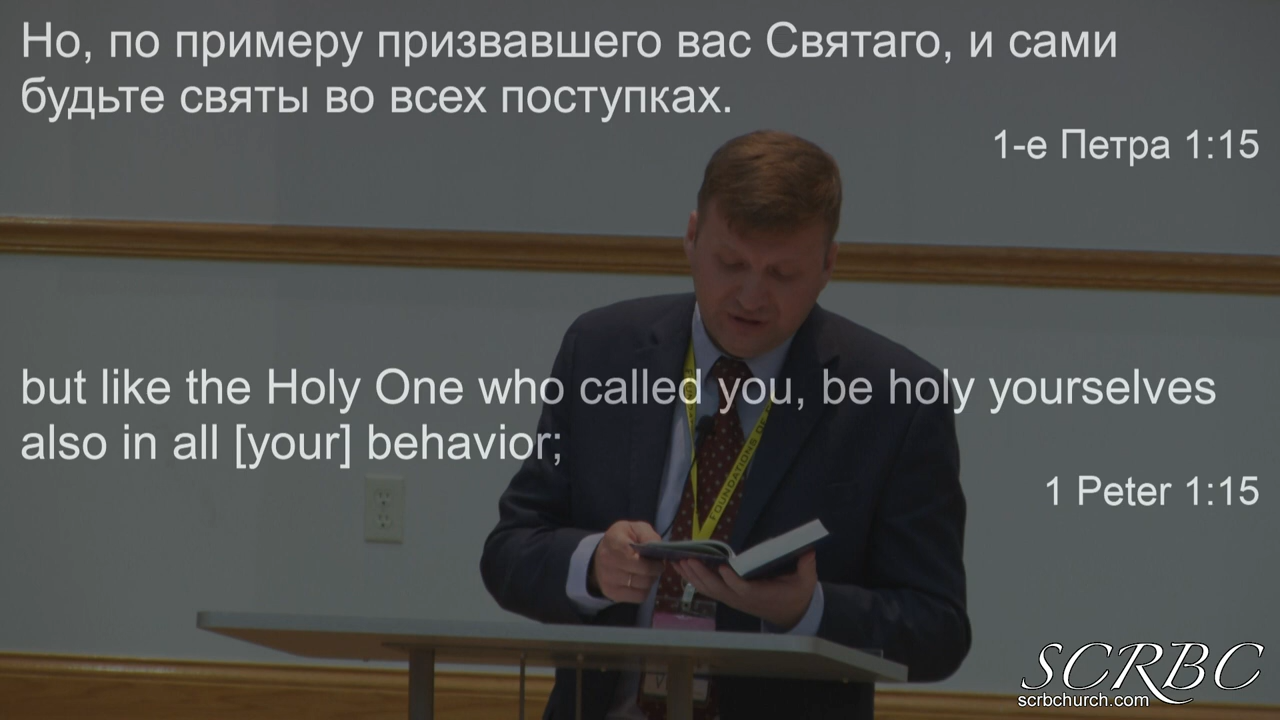 Но, по примеру призвавшего вас Святаго, и сами
будьте святы во всех поступках.
1-е Петра 1:15
but like the Holy One who called you, be holy yourselves
also in all [your] behavior;
1 Peter 1:15
FOUNDATIONS OF
SCRBC
scrbchurch.com